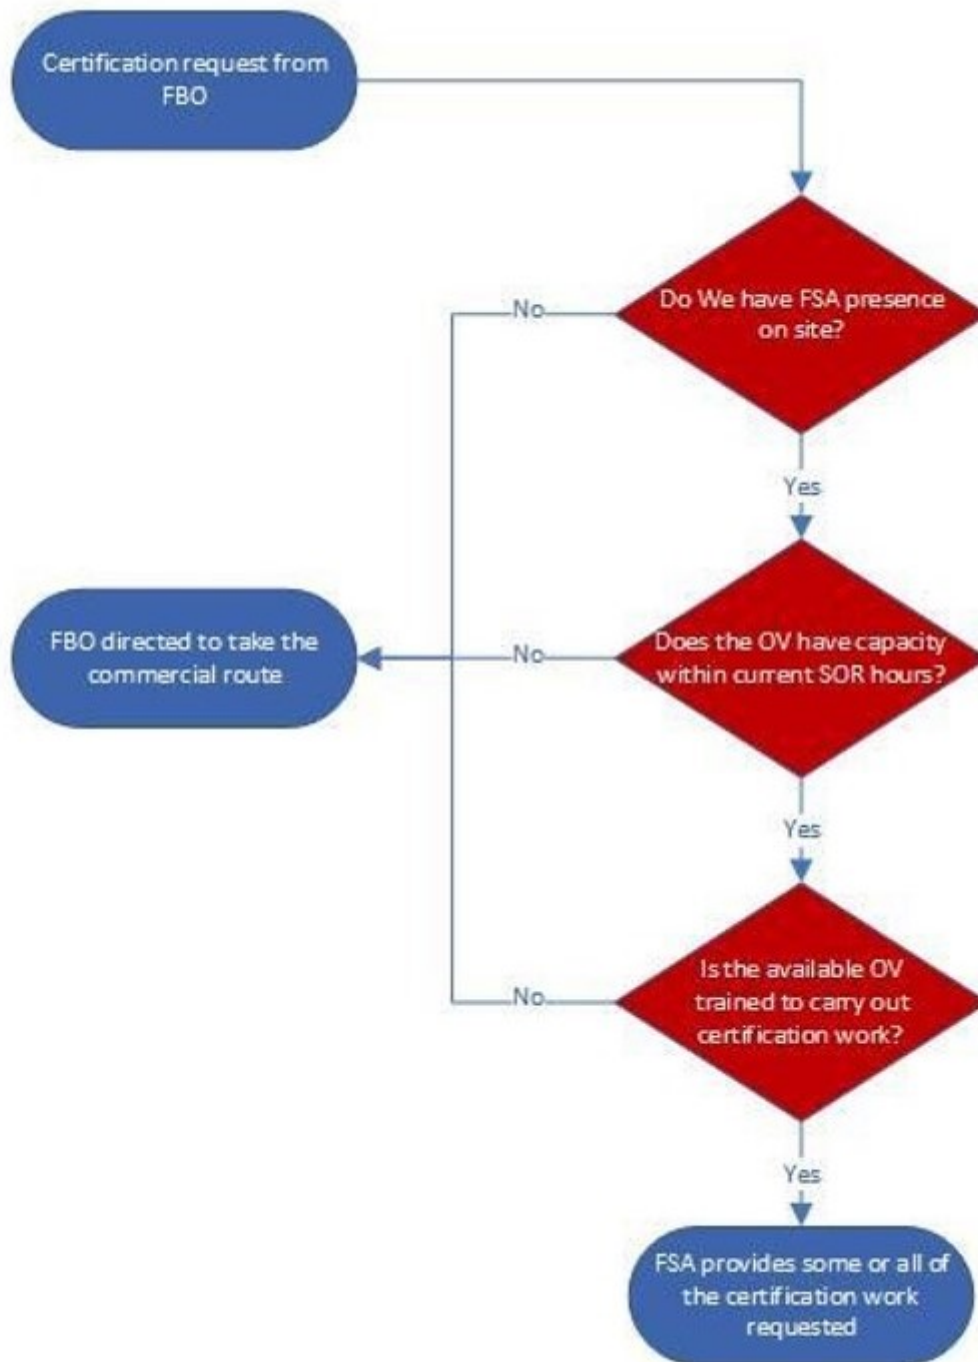 Certification request from
FBO
Do We have FSA presence
on site?
No
Yes
FBO directed to take the
commercial route
No
Does the OV have capacity
within current SOR hours?
Yes
Is the available OV
trained to carry out
certification work?
No
Yes
FSA provides some or all of
the certification work
requested